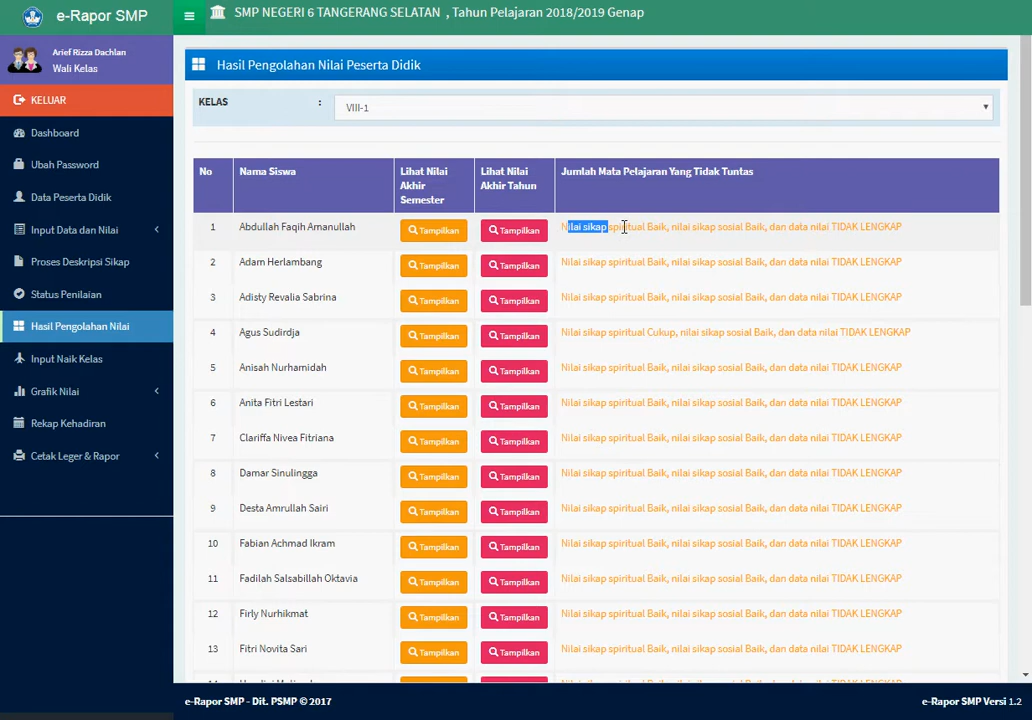 e-Rapor SMP
SMP NEGERI 6 TANGERANG SELATAN , Tahun Pelajaran 2018/2019 Genap
Arief Rizza Dachlan
Wali Kelas
KELUAR
Dashboard
Ubah Password
Data Peserta Didik
Input Data dan Nilai
Proses Deskripsi Sikap
Status Penilaian
Hasil Pengolahan Nilai
Input Naik Kelas
Grafik Nilai
Rekap Kehadiran
Cetak Leger & Rapor
Hasil Pengolahan Nilai Peserta Didik
KELAS : VIII-1
No Nama Siswa Lihat Nilai Akhir Semester Lihat Nilai Akhir Tahun Jumlah Mata Pelajaran Yang Tidak Tuntas
1 Abdullah Faqih Amanullah Tampilkan Tampilkan Nilai sikap spiritual Baik, nilai sikap sosial Baik, dan data nilai TIDAK LENGKAP
2 Adam Herlambang Tampilkan Tampilkan Nilai sikap spiritual Baik, nilai sikap sosial Baik, dan data nilai TIDAK LENGKAP
3 Adisty Revalia Sabrina Tampilkan Tampilkan Nilai sikap spiritual Baik, nilai sikap sosial Baik, dan data nilai TIDAK LENGKAP
4 Agus Sudirdja Tampilkan Tampilkan Nilai sikap spiritual Cukup, nilai sikap sosial Baik, dan data nilai TIDAK LENGKAP
5 Anisah Nurhamidah Tampilkan Tampilkan Nilai sikap spiritual Baik, nilai sikap sosial Baik, dan data nilai TIDAK LENGKAP
6 Anita Fitri Lestari Tampilkan Tampilkan Nilai sikap spiritual Baik, nilai sikap sosial Baik, dan data nilai TIDAK LENGKAP
7 Clariffa Nivea Fitriana Tampilkan Tampilkan Nilai sikap spiritual Baik, nilai sikap sosial Baik, dan data nilai TIDAK LENGKAP
8 Damar Sinulingga Tampilkan Tampilkan Nilai sikap spiritual Baik, nilai sikap sosial Baik, dan data nilai TIDAK LENGKAP
9 Desta Amrullah Sairi Tampilkan Tampilkan Nilai sikap spiritual Baik, nilai sikap sosial Baik, dan data nilai TIDAK LENGKAP
10 Fabian Achmad Ikram Tampilkan Tampilkan Nilai sikap spiritual Baik, nilai sikap sosial Baik, dan data nilai TIDAK LENGKAP
11 Fadilah Salsabillah Oktavia Tampilkan Tampilkan Nilai sikap spiritual Baik, nilai sikap sosial Baik, dan data nilai TIDAK LENGKAP
12 Firly Nurhikmat Tampilkan Tampilkan Nilai sikap spiritual Baik, nilai sikap sosial Baik, dan data nilai TIDAK LENGKAP
13 Fitri Novita Sari Tampilkan Tampilkan Nilai sikap spiritual Baik, nilai sikap sosial Baik, dan data nilai TIDAK LENGKAP
e-Rapor SMP - Dit. PSMP © 2017
e-Rapor SMP Versi 1.2